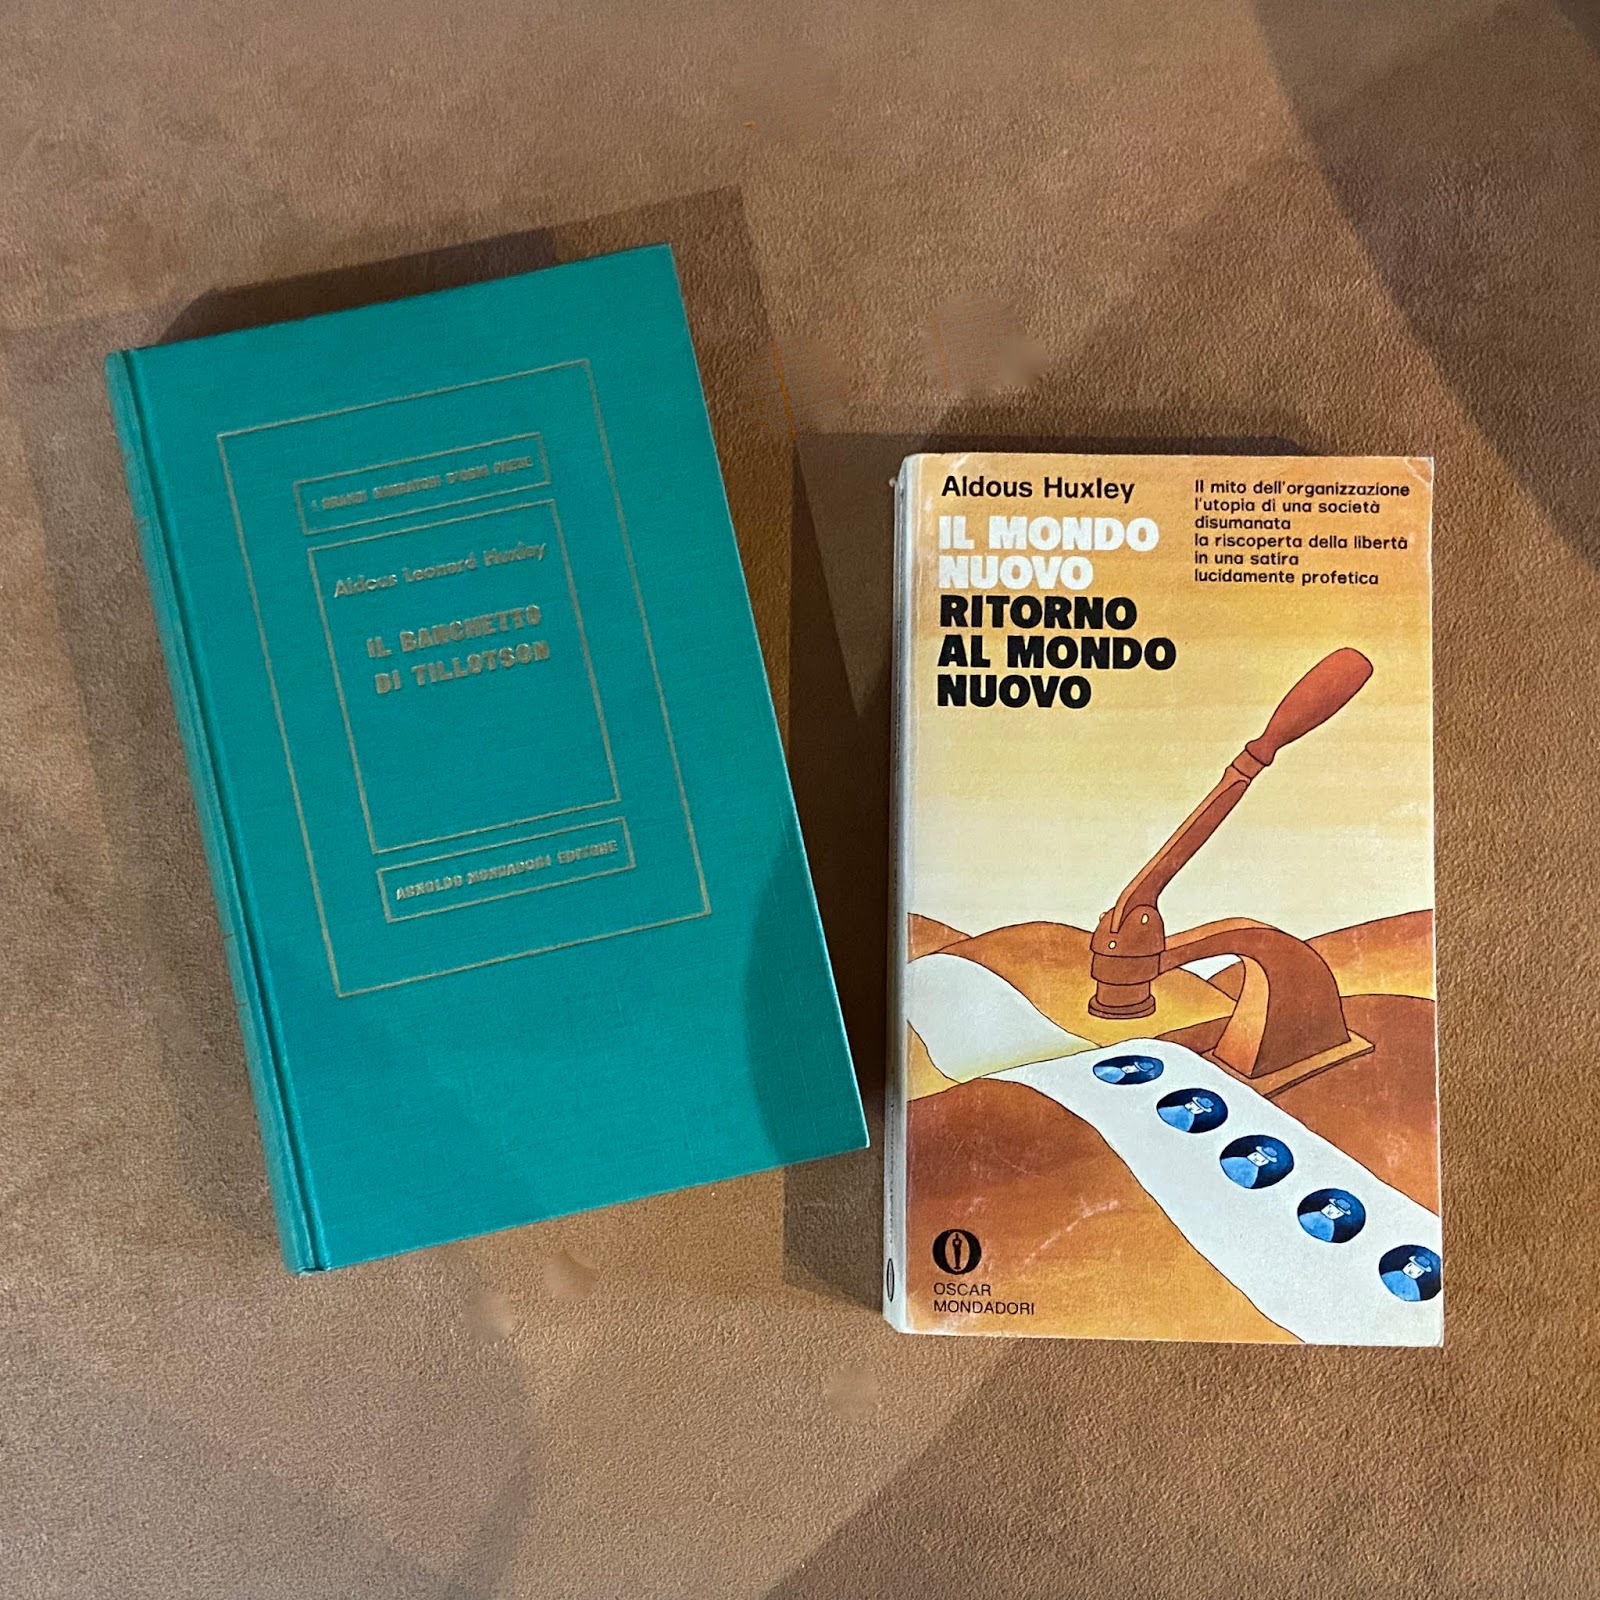 I GRANDI NARRATORI D'OGNI PAESE
Aldous Leonard Huxley
IL BANCHETTO
DI TILLOTSON
ARNOLDO MONDADORI EDITORE
Aldous Huxley
IL MONDO
NUOVO
RITORNO
AL MONDO
NUOVO
Il mito dell'organizzazione
l'utopia di una società
disumanata
la riscoperta della libertà
in una satira
lucidamente profetica
OSCAR
MONDADORI